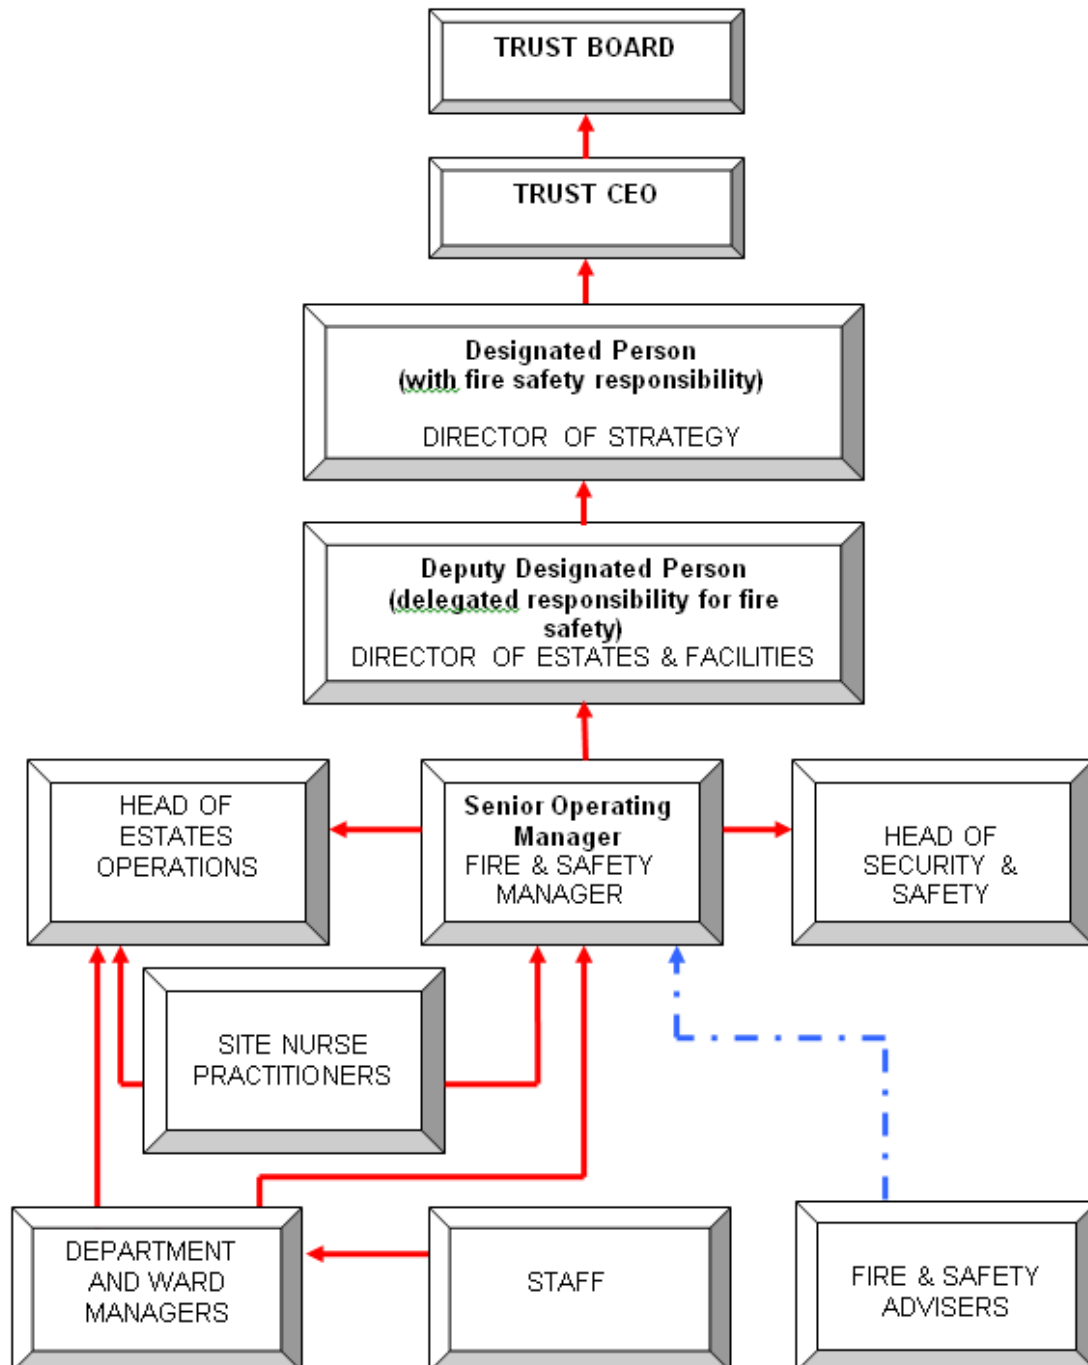 TRUST BOARD
TRUST CEO
Designated Person
(with fire safety responsibility)
DIRECTOR OF STRATEGY
Deputy Designated Person
(delegated responsibility for fire
safety)
DIRECTOR OF ESTATES & FACILITIES
HEAD OF
ESTATES
OPERATIONS
Senior Operating
Manager
FIRE & SAFETY
MANAGER
HEAD OF
SECURITY &
SAFETY
SITE NURSE
PRACTITIONERS
DEPARTMENT
AND WARD
MANAGERS
STAFF
FIRE & SAFETY
ADVISERS